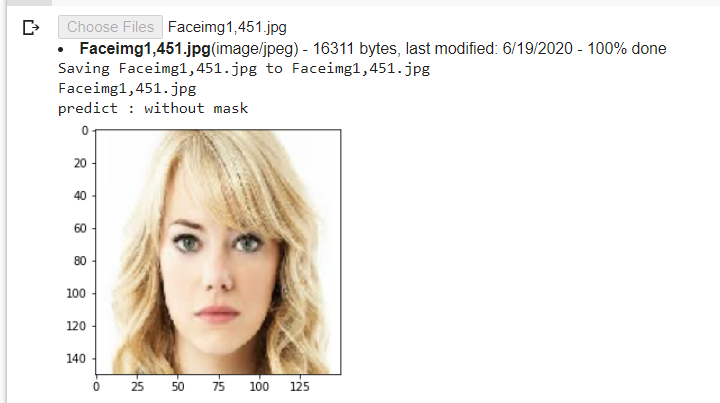 Choose Files Faceimg1,451.jpg
• Faceimg1,451.jpg(image/jpeg) - 16311 bytes, last modified: 6/19/2020 - 100% done
Saving Faceimg1,451.jpg to Faceimg1,451.jpg
Faceimg1,451.jpg
predict : without mask
0
20
40
60
80
100
120
140
0 25 50 75 100 125